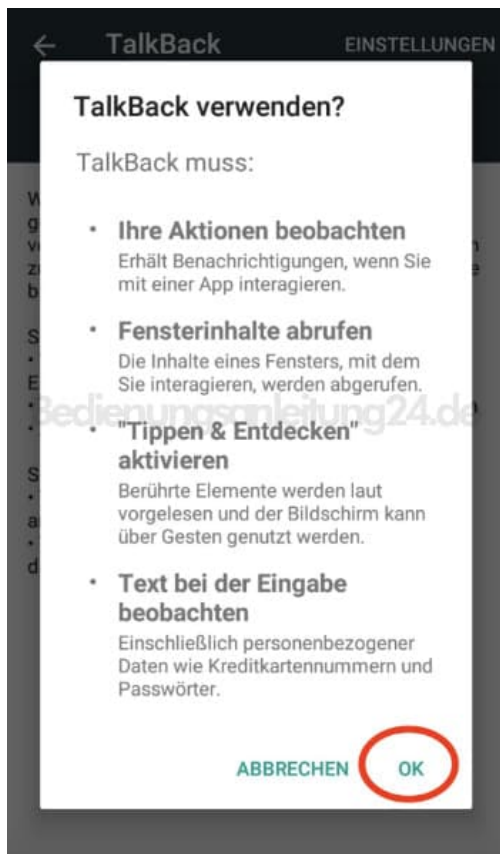 TalkBack EINSTELLUNGEN
TalkBack verwenden?
TalkBack muss:
• Ihre Aktionen beobachten
Erhält Benachrichtigungen, wenn Sie
mit einer App interagieren.
• Fensterinhalte abrufen
Die Inhalte eines Fensters, mit dem
Sie interagieren, werden abgerufen.
Bedienungsanleitung24.de
• "Tippen & Entdecken"
aktivieren
Berührte Elemente werden laut
vorgelesen und der Bildschirm kann
über Gesten genutzt werden.
• Text bei der Eingabe
beobachten
Einschließlich personenbezogener
Daten wie Kreditkartennummern und
Passwörter.
ABBRECHEN OK